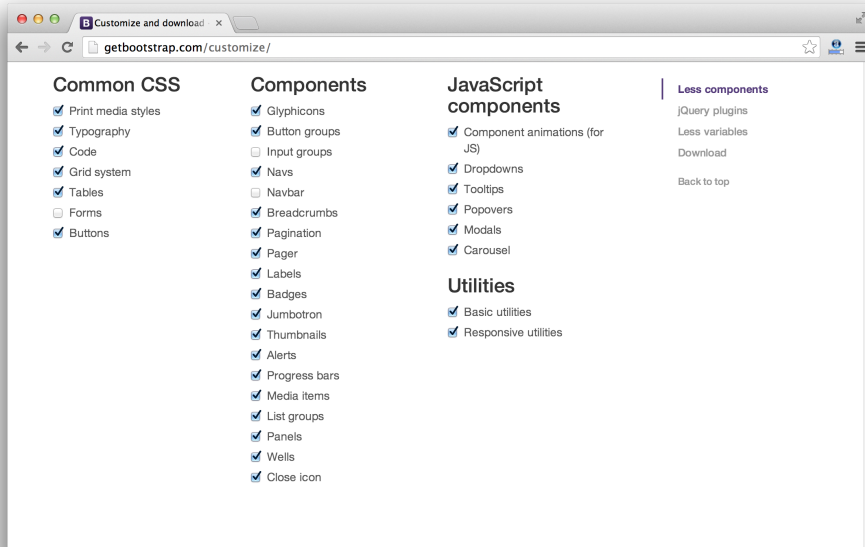 B Customize and download
getbootstrap.com/customize/
Common CSS
Print media styles
Typography
Code
Grid system
Tables
Forms
Buttons
Components
Glyphicons
Button groups
Input groups
Navs
Navbar
Breadcrumbs
Pagination
Pager
Labels
Badges
Jumbotron
Thumbnails
Alerts
Progress bars
Media items
List groups
Panels
Wells
Close icon
JavaScript
components
Component animations (for
JS)
Dropdowns
Tooltips
Popovers
Modals
Carousel
Utilities
Basic utilities
Responsive utilities
Less components
jQuery plugins
Less variables
Download
Back to top